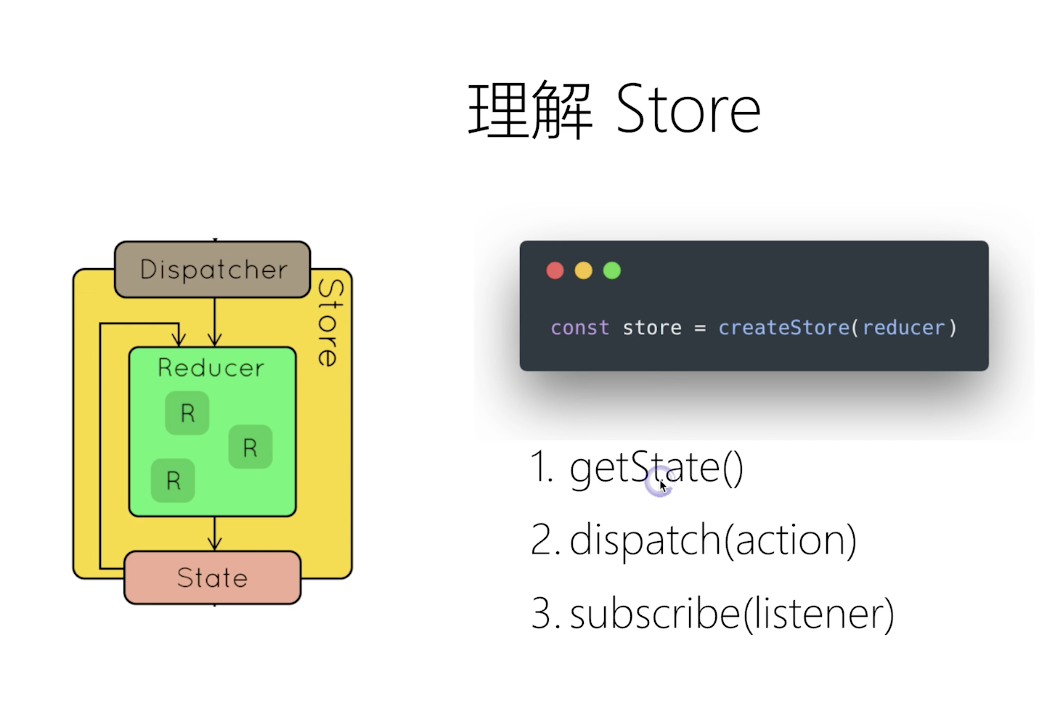 理解 Store
Dispatcher
Store
Reducer
R
R
R
State
const store = createStore(reducer)
1. getState()
2. dispatch(action)
3. subscribe(listener)